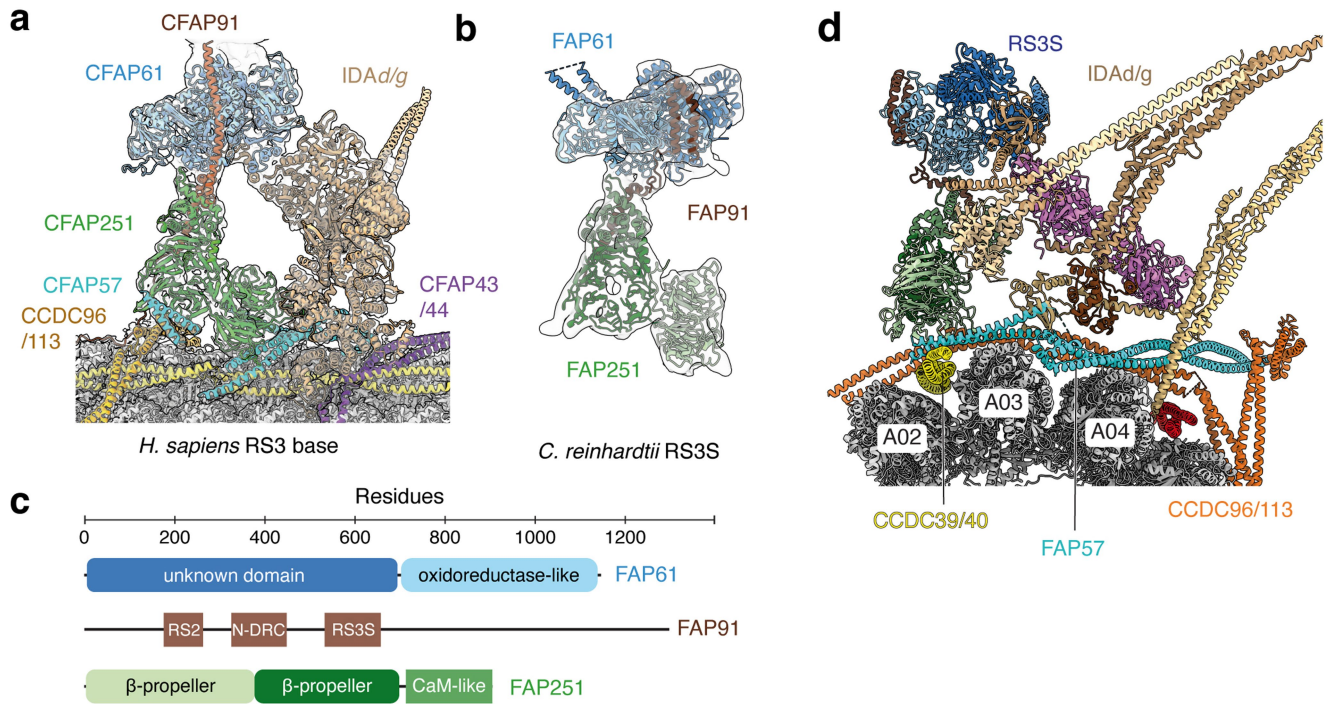 a
CFAP91
CFAP61
IDAd/g
CFAP251
CFAP57
CCDC96
/113
CFAP43
/44
H. sapiens RS3 base
b
FAP61
FAP91
FAP251
C. reinhardtii RS3S
d
RS3S
IDAd/g
A02
A03
A04
CCDC39/40
FAP57
CCDC96/113
c
Residues
0 200 400 600 800 1000 1200
unknown domain oxidoreductase-like FAP61
RS2 N-DRC RS3S FAP91
β-propeller β-propeller CaM-like FAP251